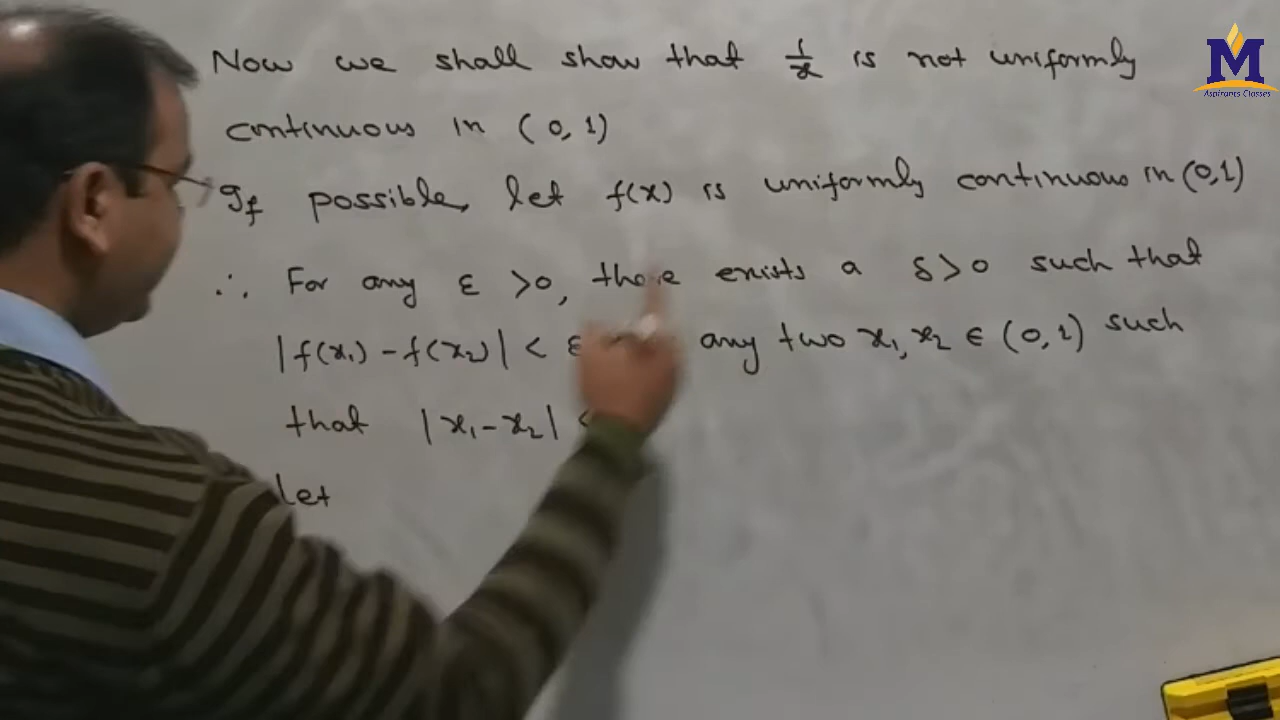 Now we shall show that 1/x is not uniformly
continuous in (0,1)
If possible, let f(x) is uniformly continuous in (0,1)
∴ For any ε >0, there exists a δ>0 such that
|f(x₁) - f(x₂)| < ε any two x₁, x₂ ∈ (0,1) such
that |x₁-x₂| <
let
M
Aspirants Classes